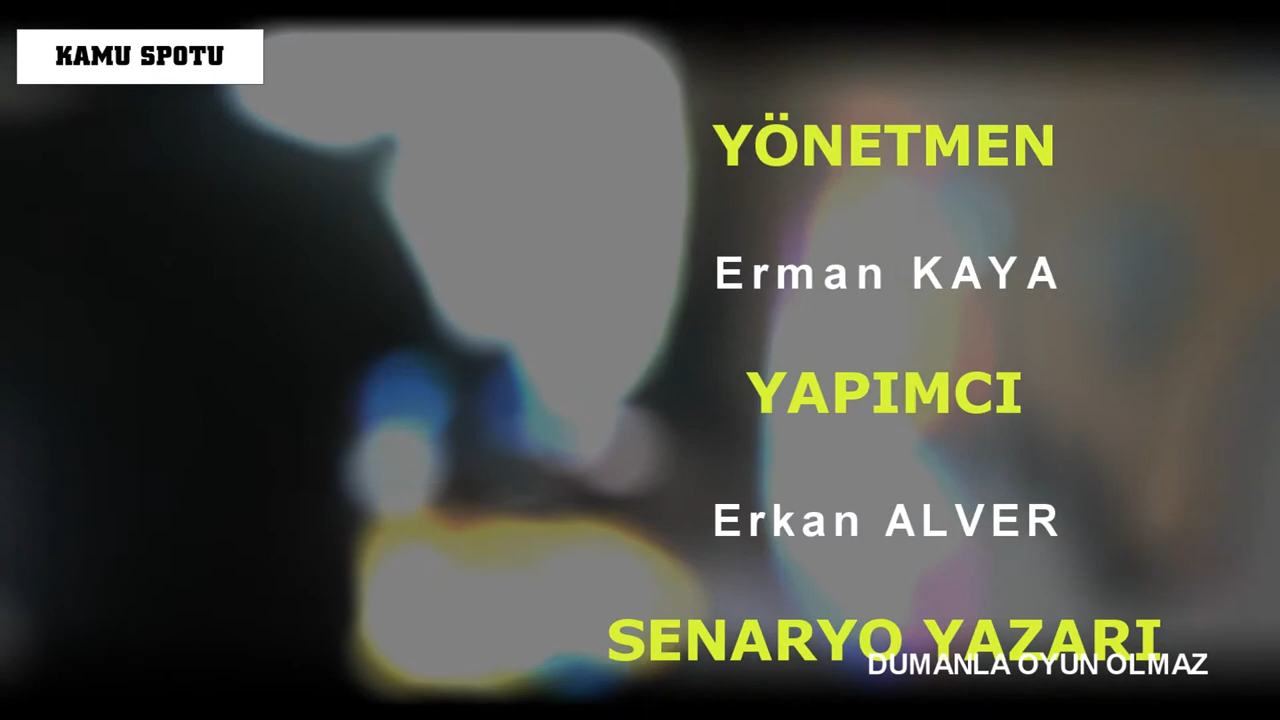 KAMU SPOTU
YÖNETMEN
Erman KAYA
YAPIMCI
Erkan ALVER
SENARYO YAZARI
DUMANLA OYUN OLMAZ